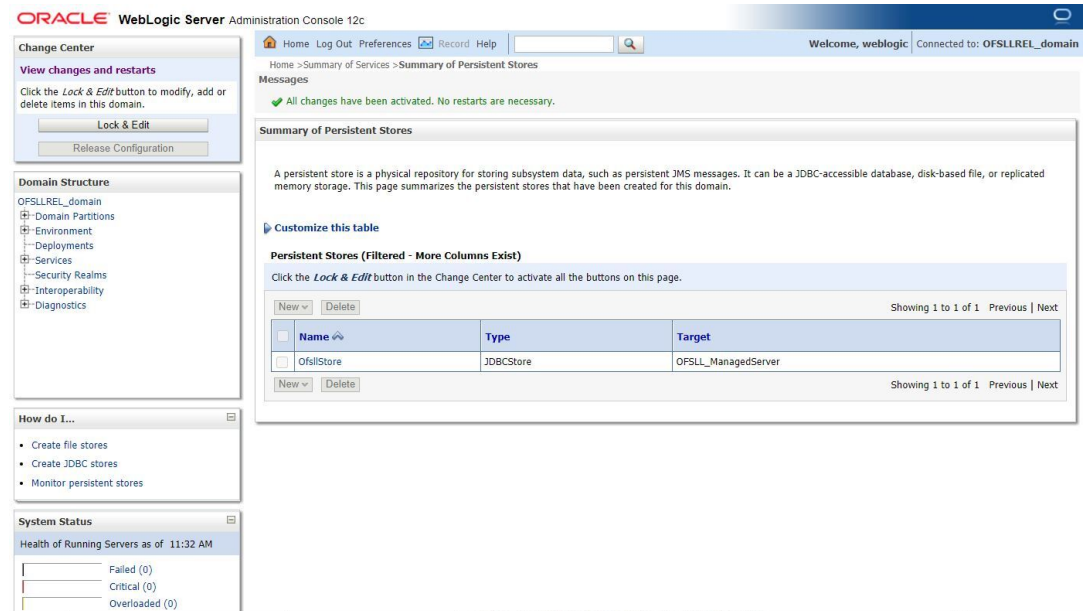 ORACLE WebLogic Server Administration Console 12c
Change Center
View changes and restarts
Click the Lock & Edit button to modify, add or
delete items in this domain.
Lock & Edit
Release Configuration
Domain Structure
OFSLLREL_domain
Domain Partitions
Environment
Deployments
Services
Security Realms
Interoperability
Diagnostics
How do I...
Create file stores
Create JDBC stores
Monitor persistent stores
System Status
Health of Running Servers as of 11:32 AM
Failed (0)
Critical (0)
Overloaded (0)
Home Log Out Preferences Record Help
Welcome, weblogic Connected to: OFSLLREL_domain
Home >Summary of Services >Summary of Persistent Stores
Messages
All changes have been activated. No restarts are necessary.
Summary of Persistent Stores
A persistent store is a physical repository for storing subsystem data, such as persistent JMS messages. It can be a JDBC-accessible database, disk-based file, or replicated
memory storage. This page summarizes the persistent stores that have been created for this domain.
Customize this table
Persistent Stores (Filtered - More Columns Exist)
Click the Lock & Edit button in the Change Center to activate all the buttons on this page.
New Delete Showing 1 to 1 of 1 Previous | Next
Name Type Target
OfsllStore JDBCStore OFSLL_ManagedServer
New Delete Showing 1 to 1 of 1 Previous | Next